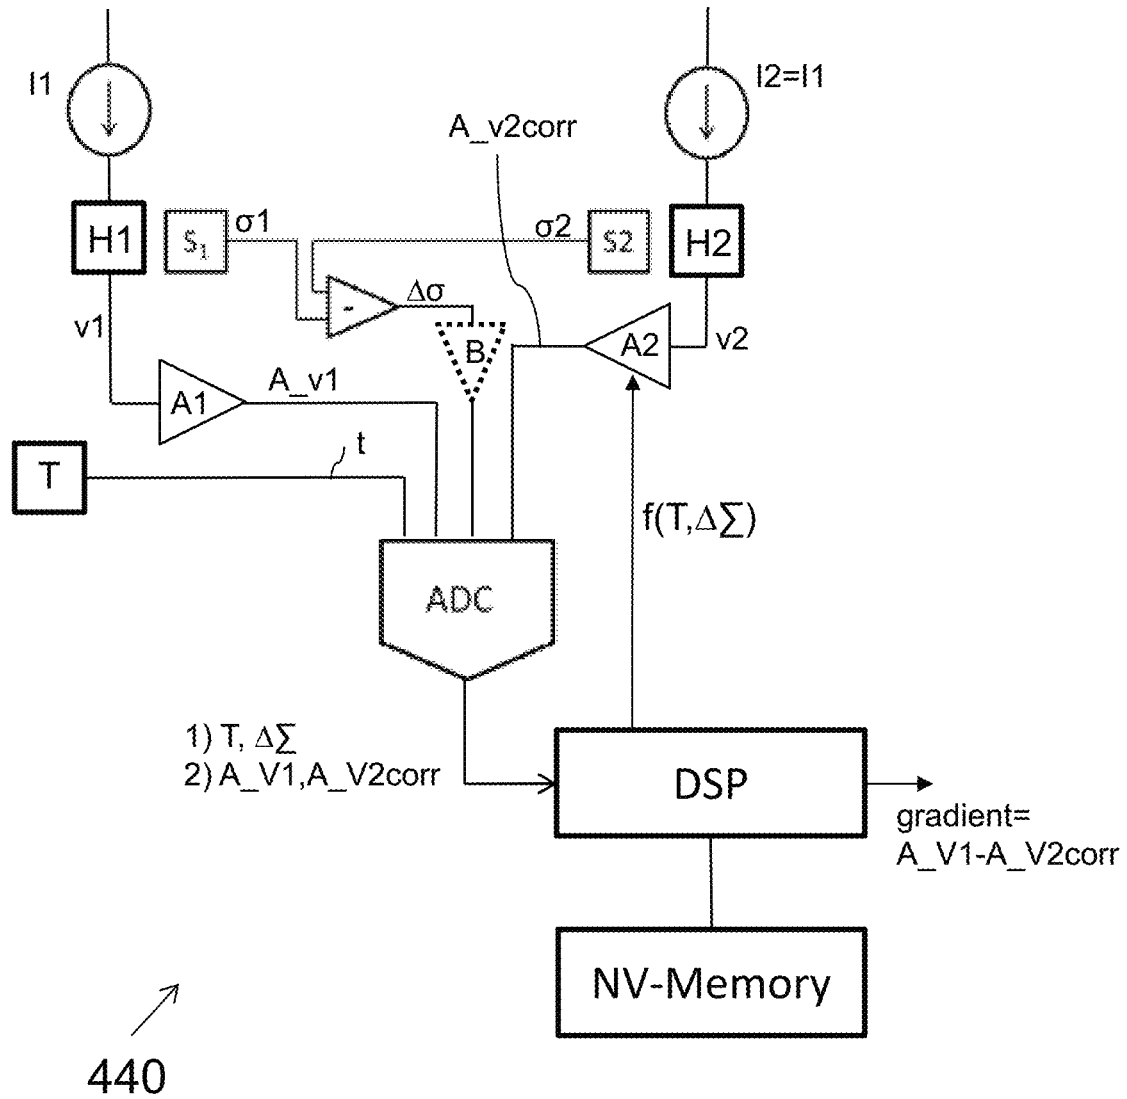 I1
I2=I1
A_v2corr
H1
S1
σ1
σ2
S2
H2
-
Δσ
v1
B
A2
v2
A_v1
A1
T
t
f(T,Δ∑)
ADC
1) T, Δ∑
2) A_V1,A_V2corr
DSP
gradient=
A_V1-A_V2corr
NV-Memory
440